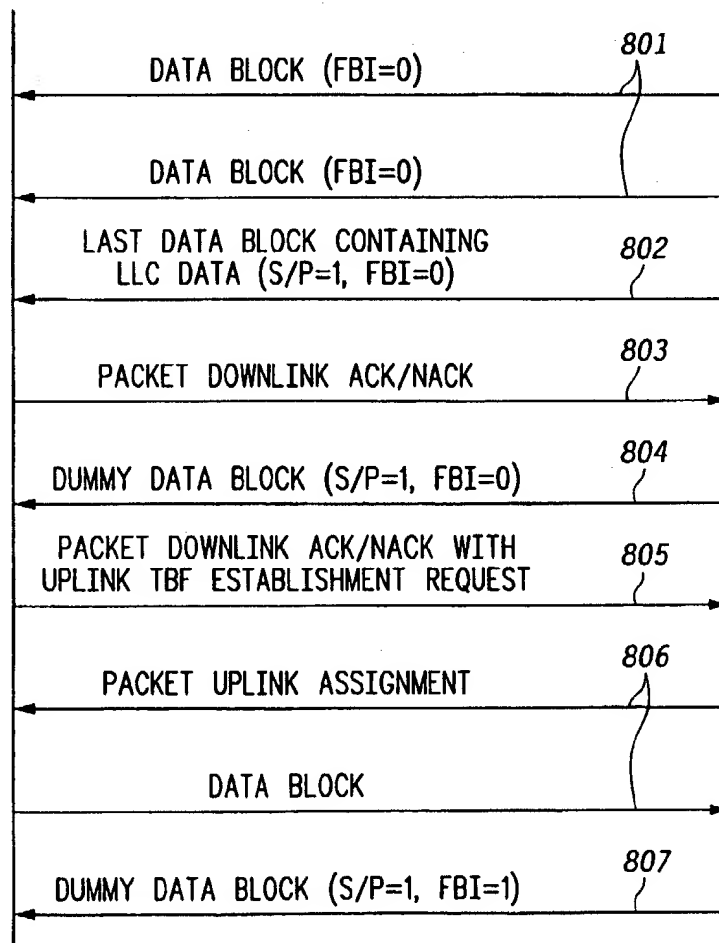 801
DATA BLOCK (FBI=0)
DATA BLOCK (FBI=0)
LAST DATA BLOCK CONTAINING
LLC DATA (S/P=1, FBI=0)
802
PACKET DOWNLINK ACK/NACK
803
DUMMY DATA BLOCK (S/P=1, FBI=0)
804
PACKET DOWNLINK ACK/NACK WITH
UPLINK TBF ESTABLISHMENT REQUEST
805
PACKET UPLINK ASSIGNMENT
806
DATA BLOCK
DUMMY DATA BLOCK (S/P=1, FBI=1)
807